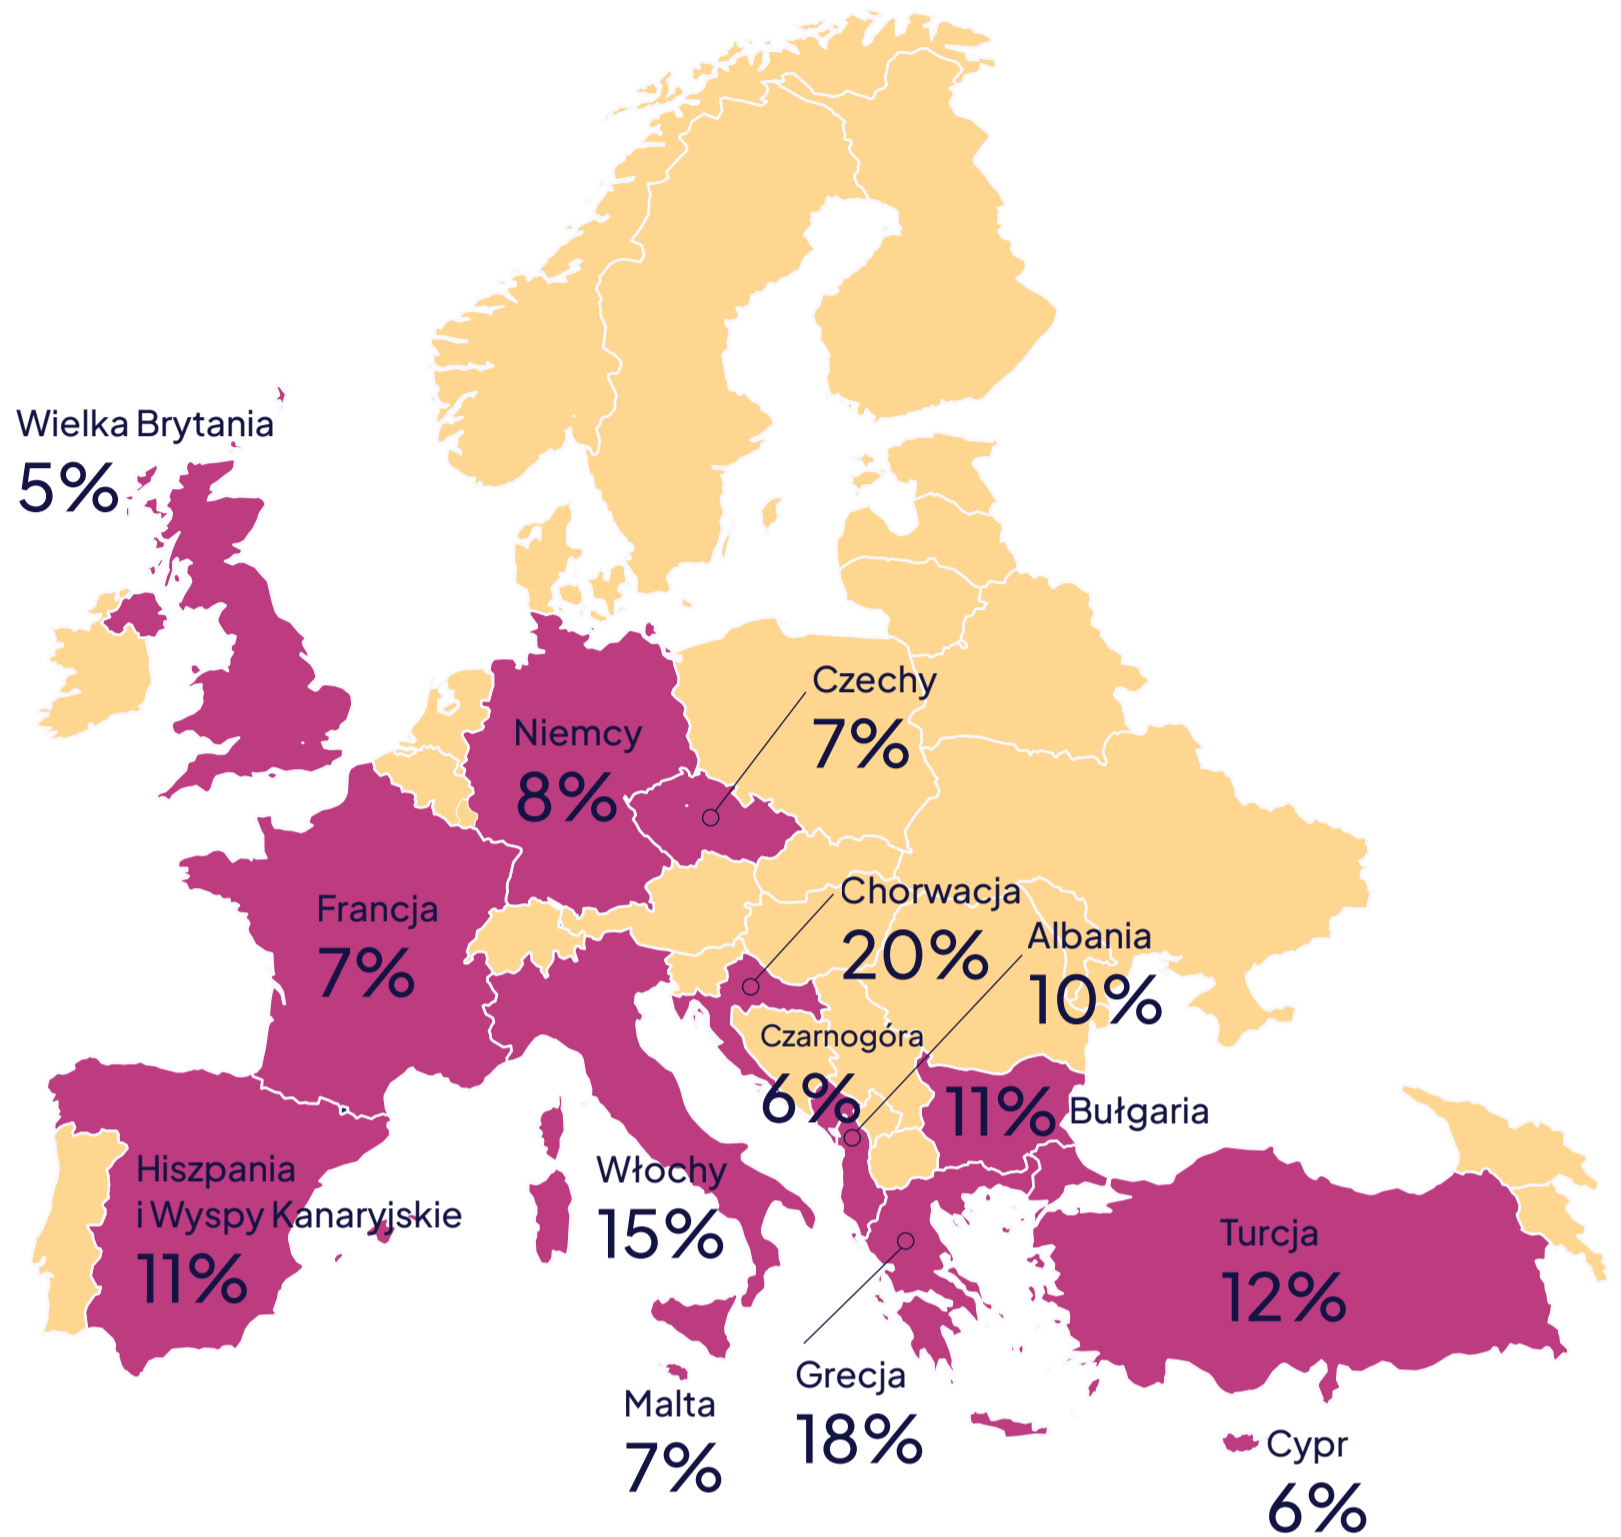 Wielka Brytania
5%
Czechy
7%
Niemcy
8%
Francja
7%
Chorwacja
20%
Albania
10%
Czarnogóra
6%
11% Bułgaria
Hiszpania
i Wyspy Kanaryjskie
11%
Włochy
15%
Turcja
12%
Grecja
18%
Malta
7%
Cypr
6%